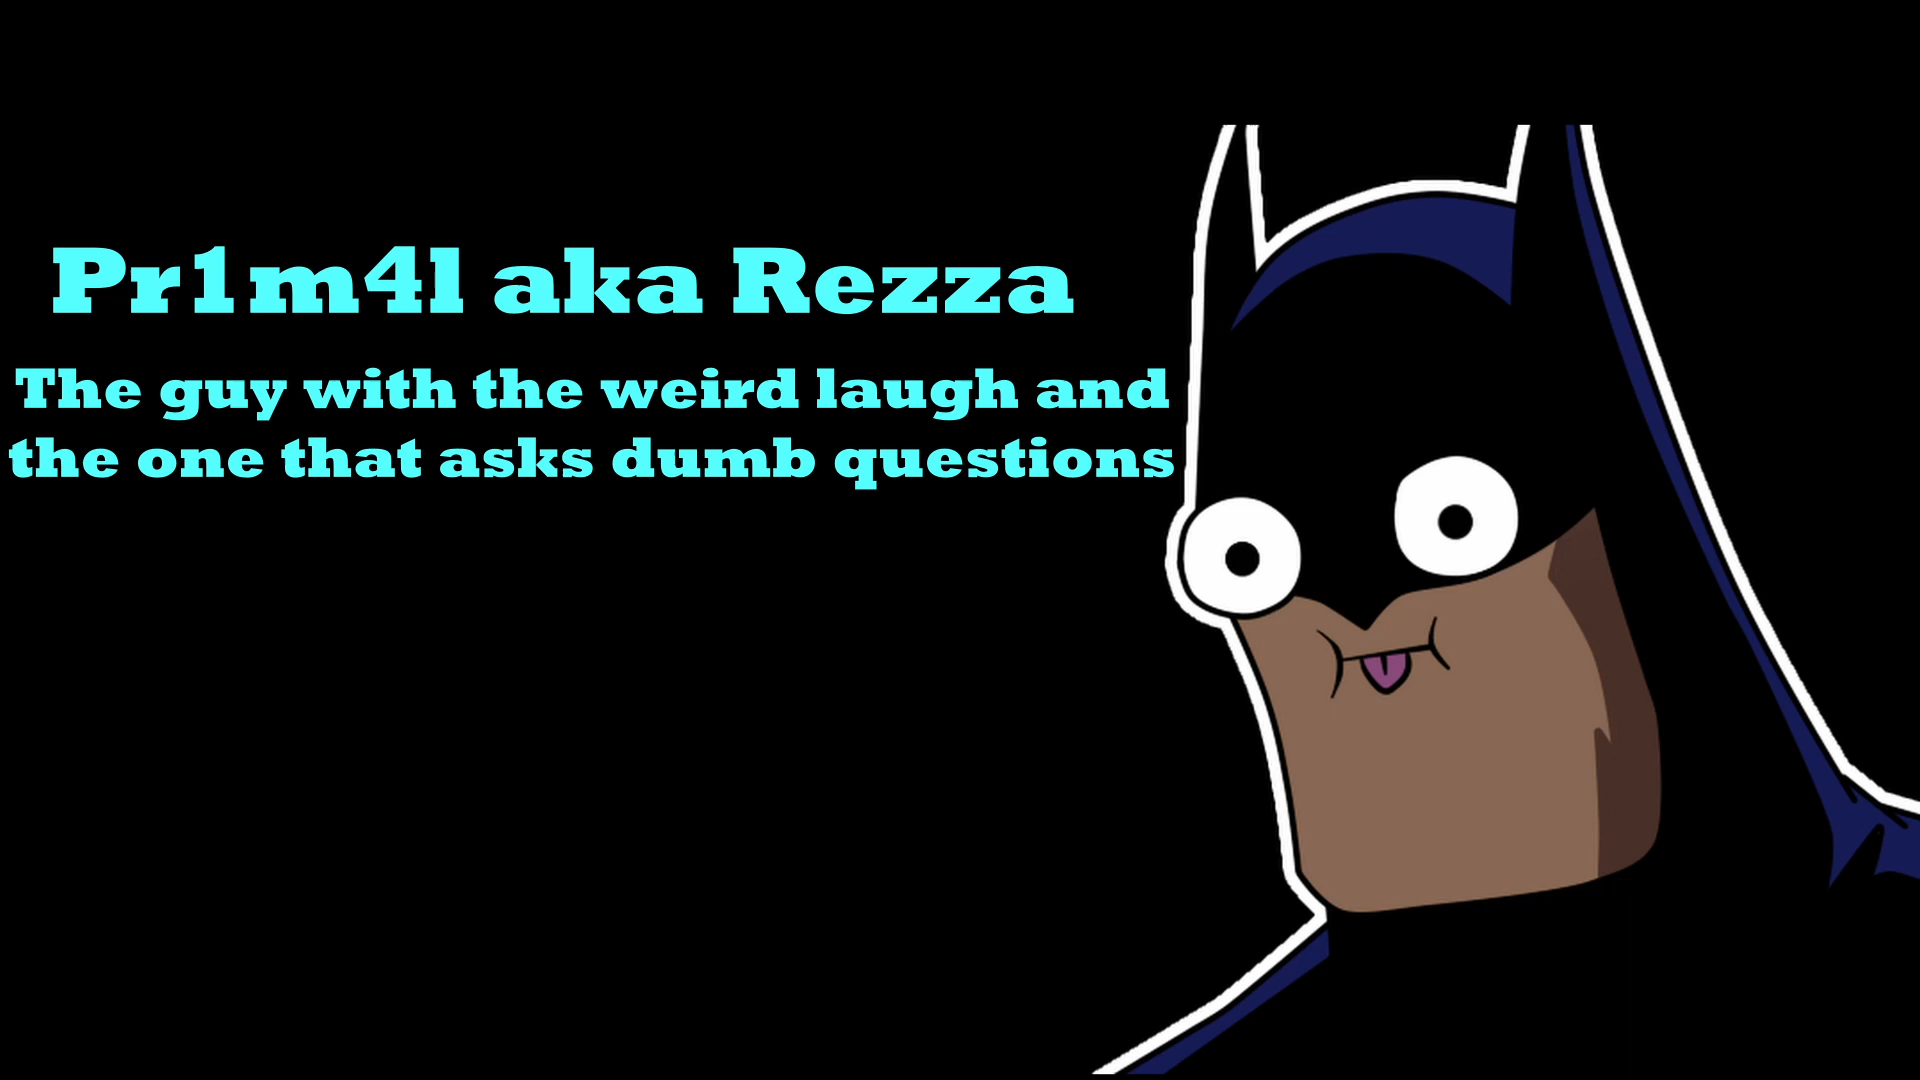 Pr1m4l aka Rezza
The guy with the weird laugh and
the one that asks dumb questions